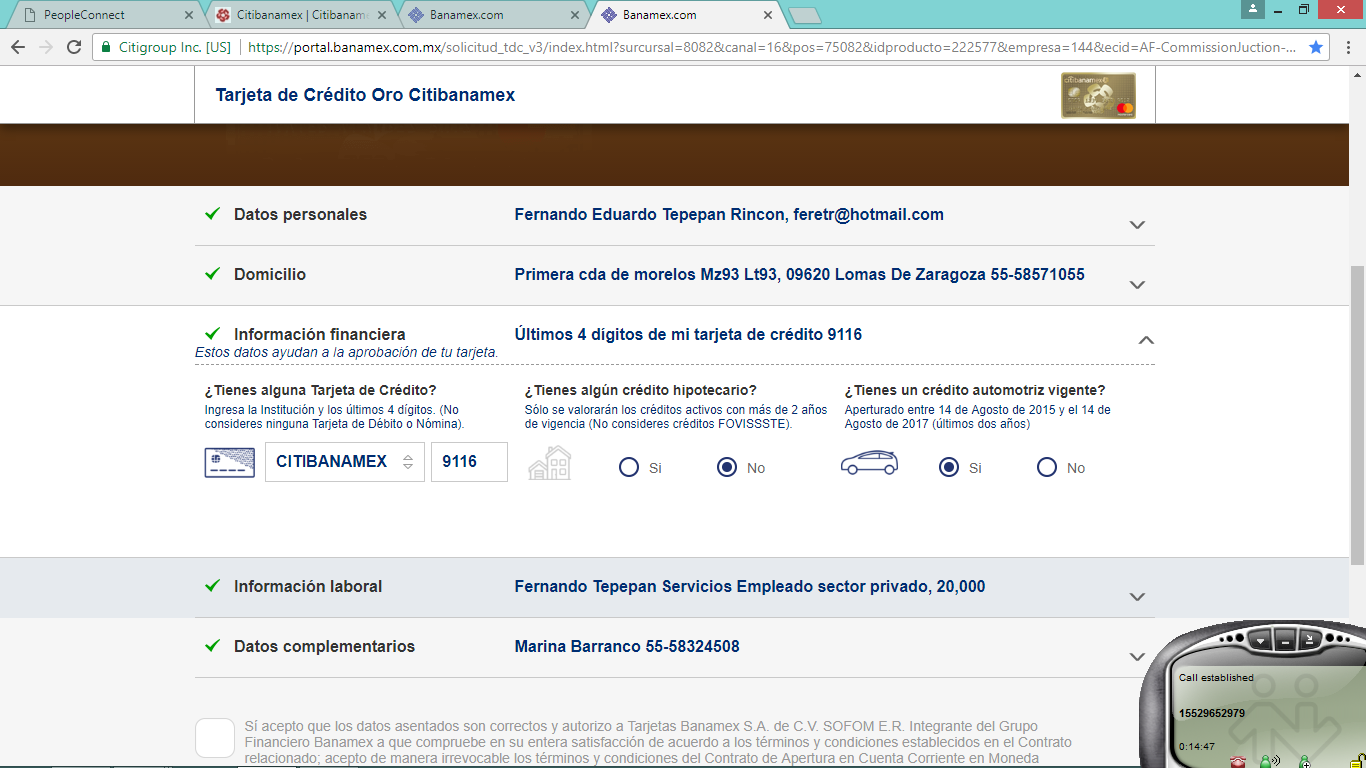 PeopleConnect
Citibanamex | Citibanam
Banamex.com
Banamex.com
Citigroup Inc. [US] https://portal.banamex.com.mx/solicitud_tdc_v3/index.html?surcursal=8082&canal=16&pos=75082&idproducto=222577&empresa=144&ecid=AF-CommissionJuction-...
Tarjeta de Crédito Oro Citibanamex
citibanamex
Datos personales Fernando Eduardo Tepepan Rincon, feretr@hotmail.com
Domicilio Primera cda de morelos Mz93 Lt93, 09620 Lomas De Zaragoza 55-58571055
Información financiera Últimos 4 dígitos de mi tarjeta de crédito 9116
Estos datos ayudan a la aprobación de tu tarjeta.
¿Tienes alguna Tarjeta de Crédito?
Ingresa la Institución y los últimos 4 dígitos. (No
consideres ninguna Tarjeta de Débito o Nómina).
CITIBANAMEX 9116
¿Tienes algún crédito hipotecario?
Sólo se valorarán los créditos activos con más de 2 años
de vigencia (No consideres créditos FOVISSSTE).
Si No
¿Tienes un crédito automotriz vigente?
Aperturado entre 14 de Agosto de 2015 y el 14 de
Agosto de 2017 (últimos dos años)
Si No
Información laboral Fernando Tepepan Servicios Empleado sector privado, 20,000
Datos complementarios Marina Barranco 55-58324508
Sí acepto que los datos asentados son correctos y autorizo a Tarjetas Banamex S.A. de C.V. SOFOM E.R. Integrante del Grupo
Financiero Banamex a que compruebe en su entera satisfacción de acuerdo a los términos y condiciones establecidos en el Contrato
relacionado; acepto de manera irrevocable los términos y condiciones del Contrato de Apertura en Cuenta Corriente en Moneda
Call established
15529652979
0:14:47